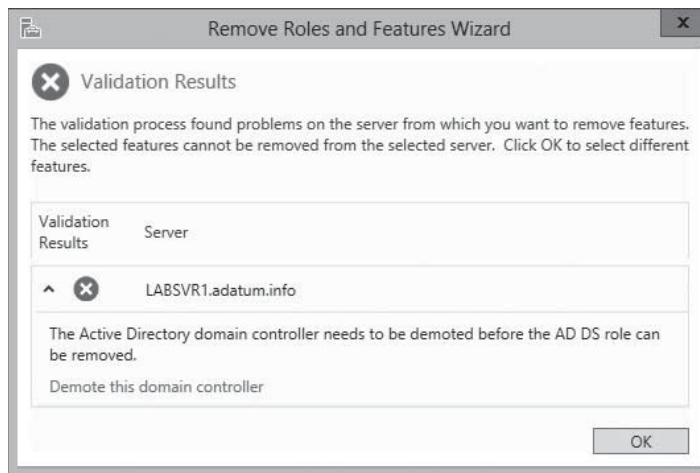 Remove Roles and Features Wizard
x
Validation Results
The validation process found problems on the server from which you want to remove features.
The selected features cannot be removed from the selected server. Click OK to select different
features.
Validation
Results
Server
LABSVR1.adatum.info
The Active Directory domain controller needs to be demoted before the AD DS role can
be removed.
Demote this domain controller
OK